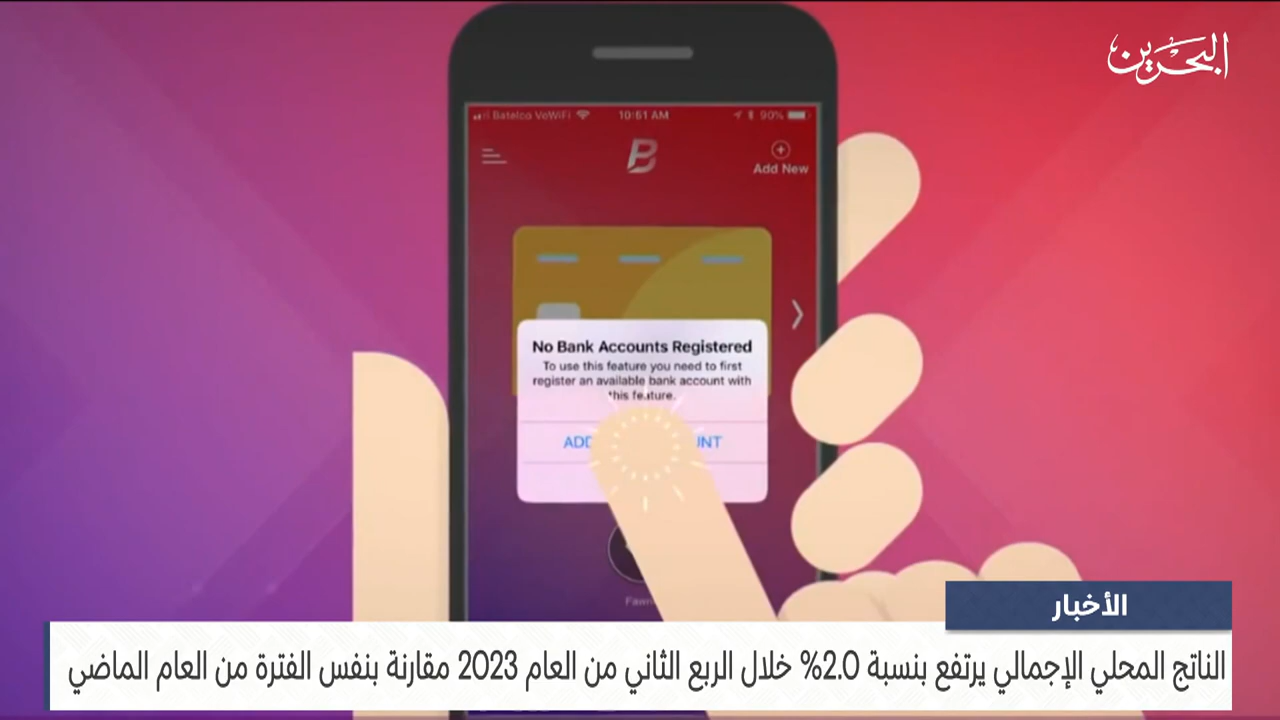 البحرين
Batelco VoWiFi 10:51 AM 90%
B
Add New
No Bank Accounts Registered
To use this feature you need to first
register an available bank account with
this feature.
الأخبار
الناتج المحلي الإجمالي يرتفع بنسبة 2.0% خلال الربع الثاني من العام 2023 مقارنة بنفس الفترة من العام الماضي